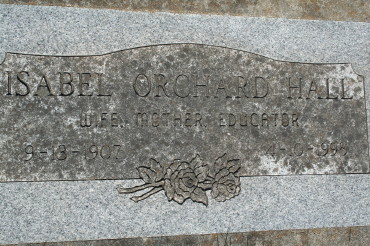 ISABEL ORCHARD HALL
WIFE, MOTHER EDUCATOR
9-13-1907